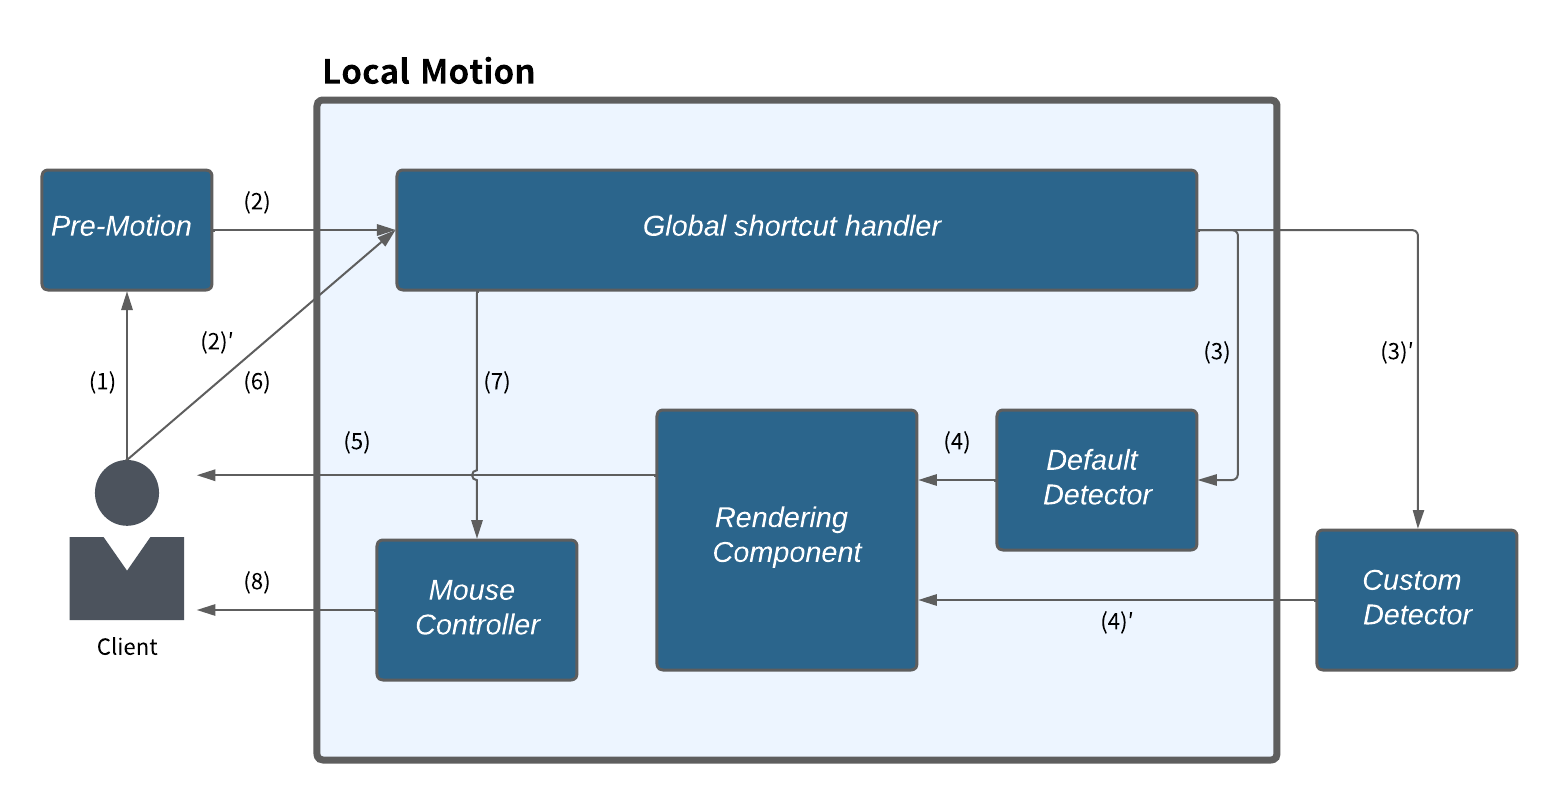 Local Motion
Pre-Motion
(2)
Global shortcut handler
(2)'
(1)
(6)
(7)
(3)
(3)'
(5)
(4)
Default
Detector
Rendering
Component
Mouse
Controller
(8)
Custom
Detector
(4)'
Client